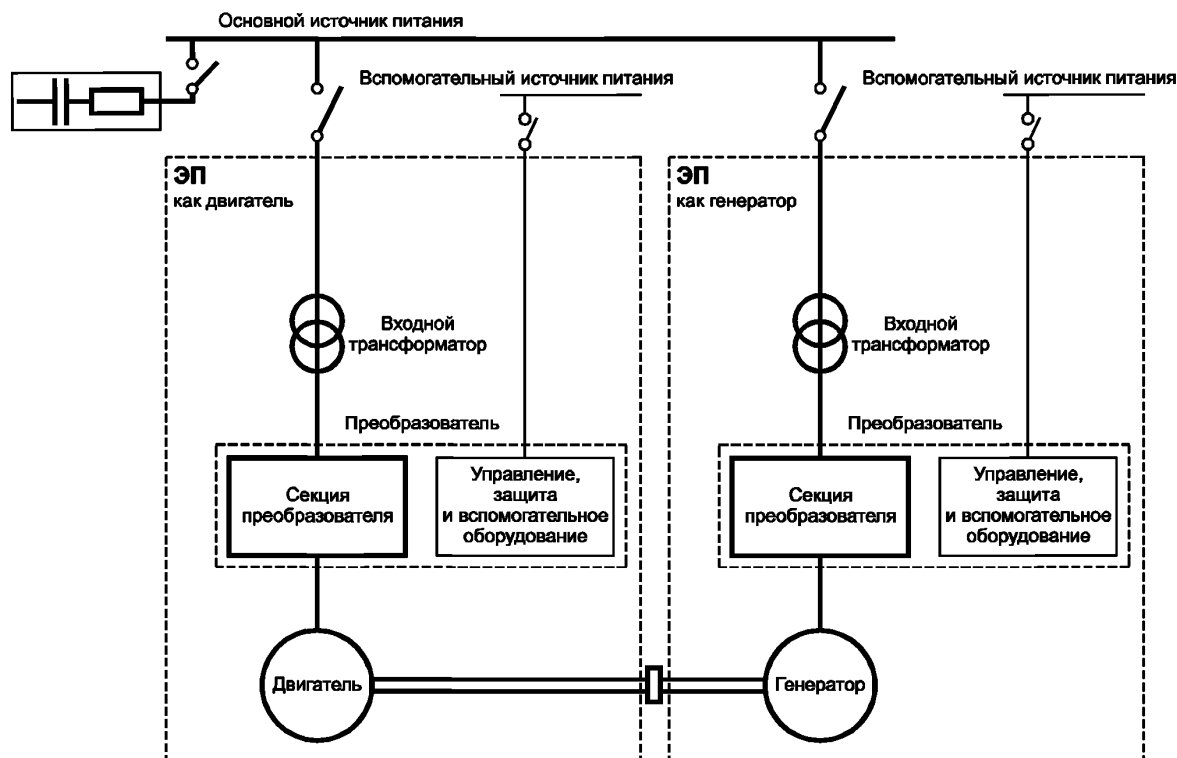 Основной источник питания
Вспомогательный источник питания
Вспомогательный источник питания
ЭП
как двигатель
ЭП
как генератор
Входной
трансформатор
Входной
трансформатор
Преобразователь
Преобразователь
Секция
преобразователя
Управление,
защита
и вспомогательное
оборудование
Секция
преобразователя
Управление,
защита
и вспомогательное
оборудование
Двигатель
Генератор